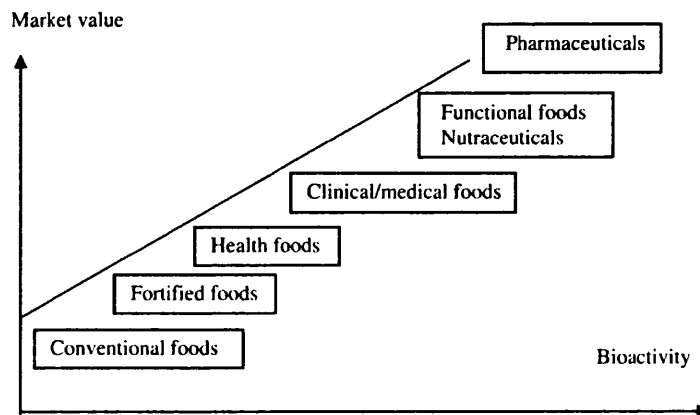 Market value
Pharmaceuticals
Functional foods
Nutraceuticals
Clinical/medical foods
Health foods
Fortified foods
Conventional foods
Bioactivity